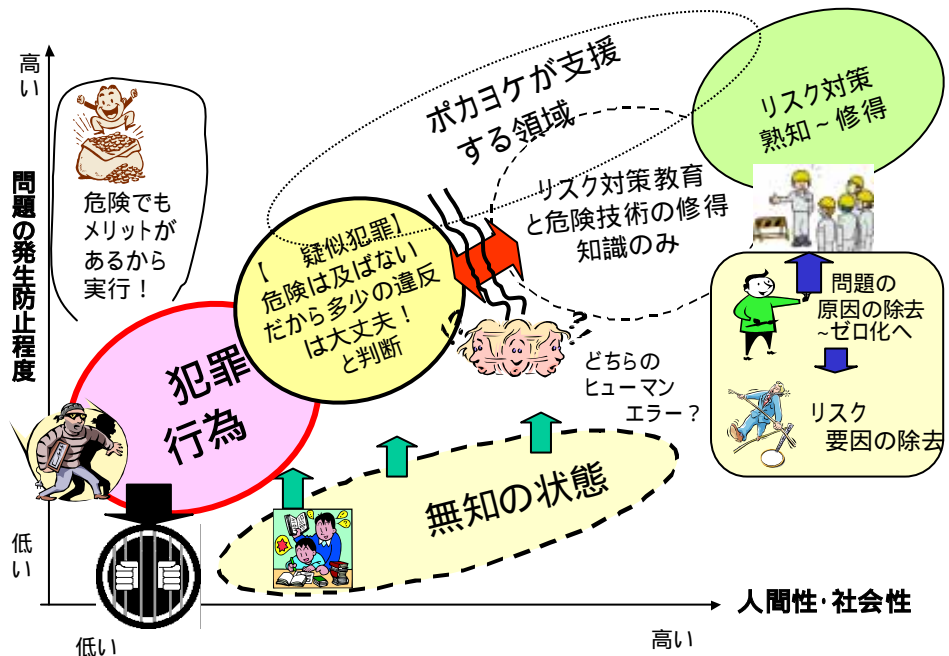 高い
問題の発生防止程度
低い
危険でも
メリットが
あるから
実行！
ポカヨケが支援
する領域
リスク対策
熟知～修得
リスク対策教育
と危険技術の修得
知識のみ
【　疑似犯罪】
危険は及ばない
だから多少の違反
は大丈夫！
と判断
犯罪
行為
問題の
原因の除去
~ゼロ化へ
リスク
要因の除去
どちらの
ヒューマン
エラー？
無知の状態
人間性・社会性
低い
高い